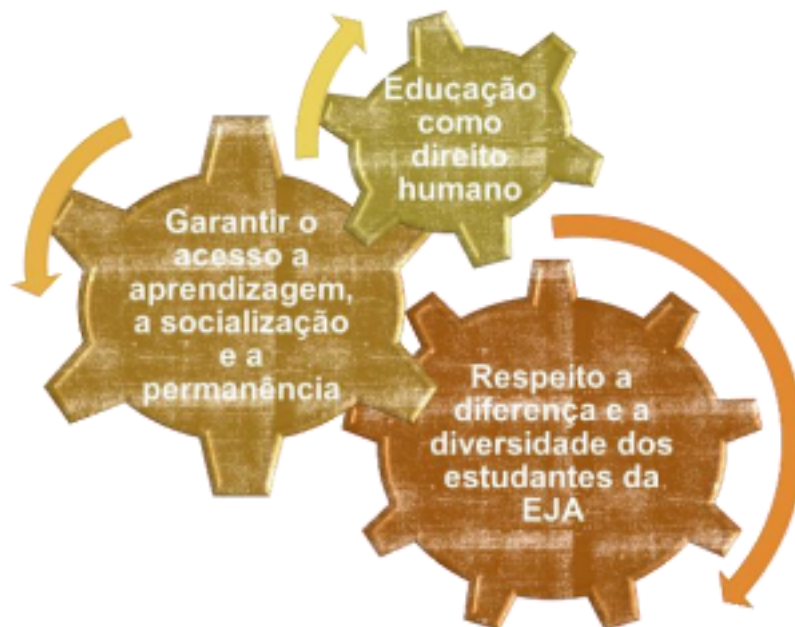 Educação
como
direito
humano
Garantir o
acesso a
aprendizagem,
a socialização
e a
permanência
Respeito a
diferença e a
diversidade dos
estudantes da
EJA